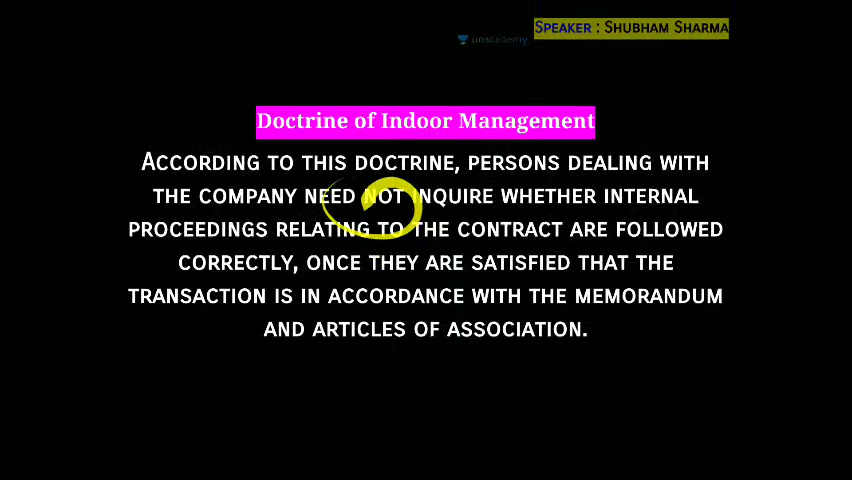 SPEAKER : SHUBHAM SHARMA
unacademy
Doctrine of Indoor Management
ACCORDING TO THIS DOCTRINE, PERSONS DEALING WITH
THE COMPANY NEED NOT INQUIRE WHETHER INTERNAL
PROCEEDINGS RELATING TO THE CONTRACT ARE FOLLOWED
CORRECTLY, ONCE THEY ARE SATISFIED THAT THE
TRANSACTION IS IN ACCORDANCE WITH THE MEMORANDUM
AND ARTICLES OF ASSOCIATION.